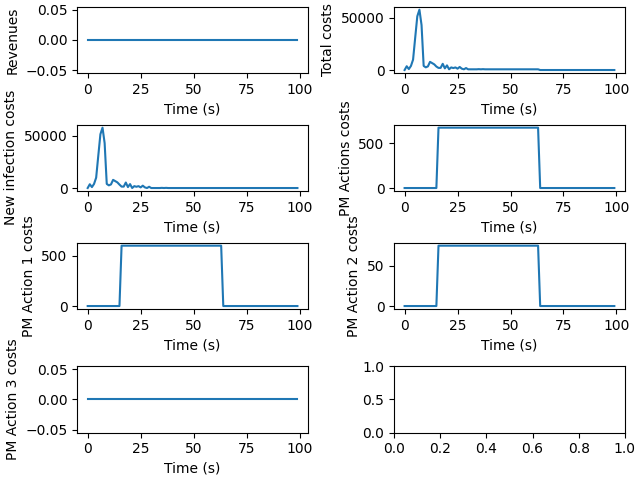 Revenues
0.05
0.00
−0.05
0 25 50 75 100
Time (s)
Total costs
50000
0
0 25 50 75 100
Time (s)
New infection costs
50000
0
0 25 50 75 100
Time (s)
PM Actions costs
500
0
0 25 50 75 100
Time (s)
PM Action 1 costs
500
0
0 25 50 75 100
Time (s)
PM Action 2 costs
50
0
0 25 50 75 100
Time (s)
PM Action 3 costs
0.05
0.00
−0.05
0 25 50 75 100
Time (s)
1.0
0.5
0.0
0.0 0.2 0.4 0.6 0.8 1.0